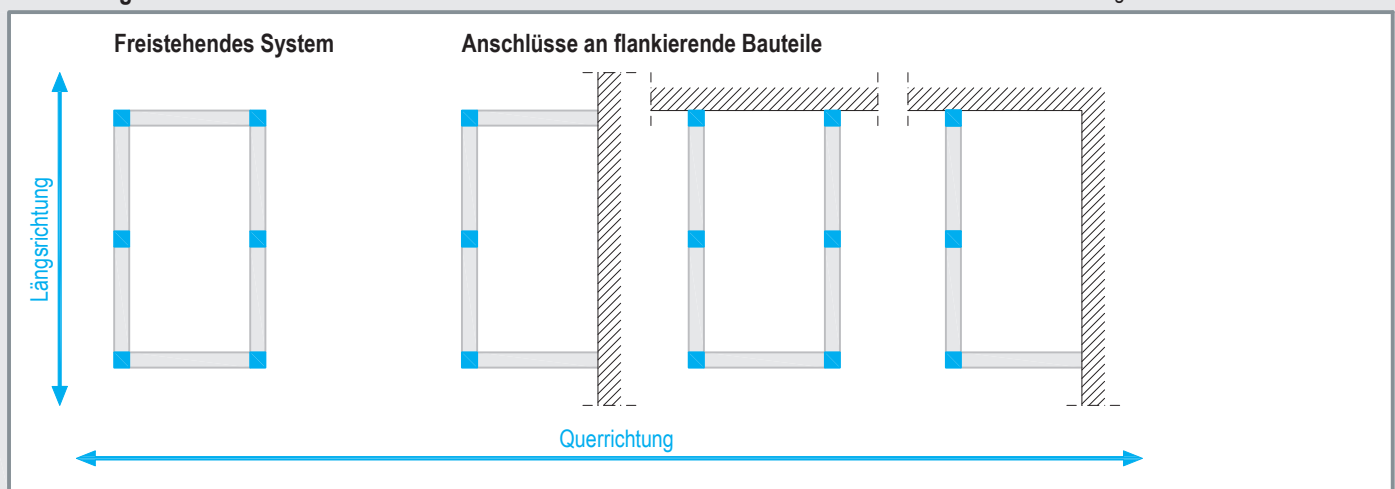 Freistehendes System
Anschlüsse an flankierende Bauteile
Längsrichtung
Querrichtung